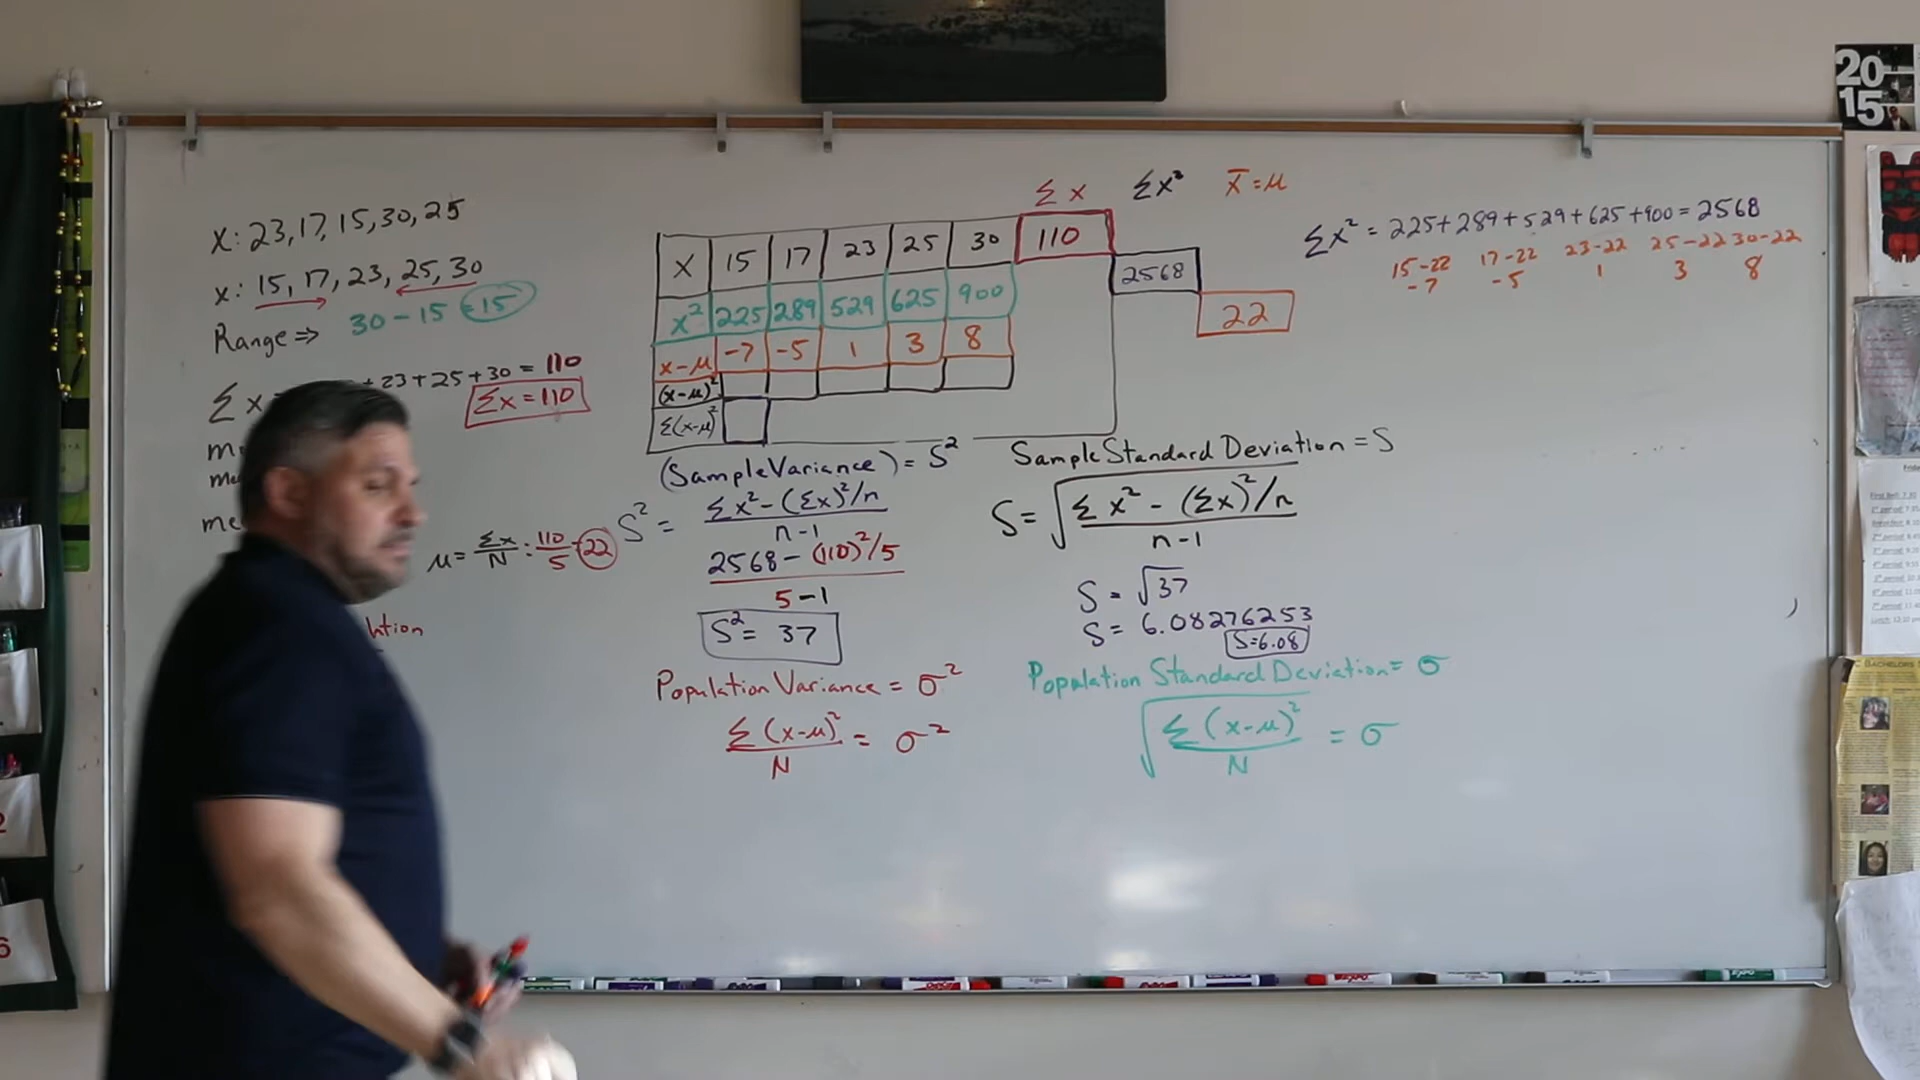 x: 23, 17, 15, 30, 25
x: 15, 17, 23, 25, 30
Range ⇒ 30 - 15 = 15
Σx + 23 + 25 + 30 = 110
Σx = 110
μ = Σx/N : 110/5 = 22
Σx Σx² x̄ = μ
x 15 17 23 25 30 110
2568
x² 225 289 529 625 900
22
x-μ -7 -5 1 3 8
(x-μ)²
Σ(x-μ)²
Σx² = 225 + 289 + 529 + 625 + 900 = 2568
15-22 17-22 23-22 25-22 30-22
-7 -5 1 3 8
(Sample Variance) = S²
S² = Σx² - (Σx)²/n
n-1
2568 - (110)²/5
5-1
S² = 37
Sample Standard Deviation = S
S = √Σx² - (Σx)²/n
n-1
S = √37
S = 6.08276253
S=6.08
Population Variance = σ²
Σ(x-μ)² = σ²
N
Population Standard Deviation = σ
√Σ(x-μ)² = σ
N
20
15
BACHELORS
EXPO